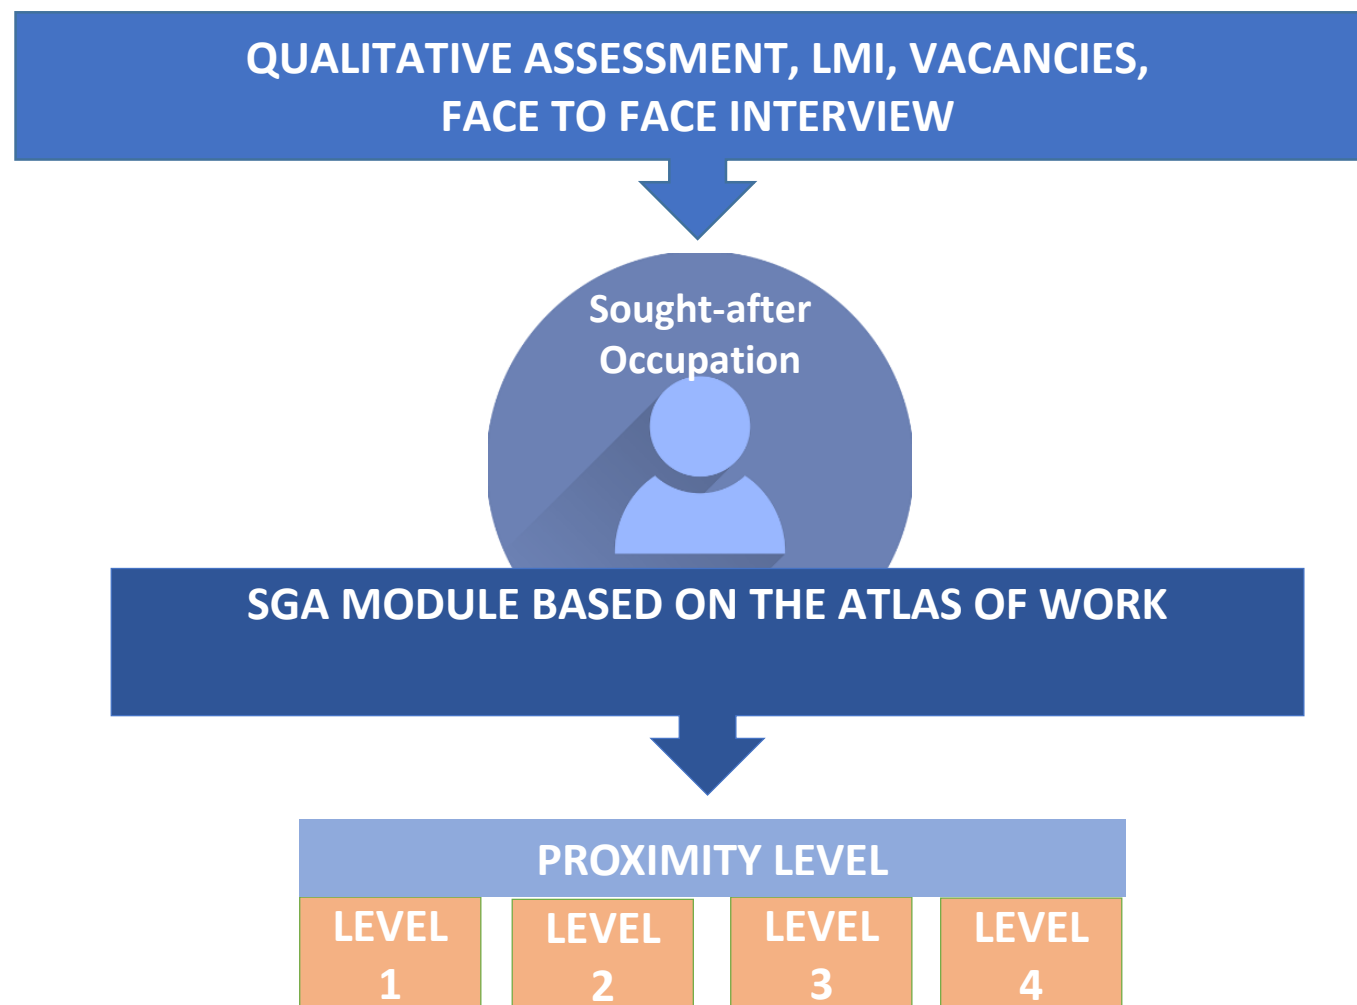 QUALITATIVE ASSESSMENT, LMI, VACANCIES,
FACE TO FACE INTERVIEW
Sought-after
Occupation
SGA MODULE BASED ON THE ATLAS OF WORK
PROXIMITY LEVEL
LEVEL
1
LEVEL
2
LEVEL
3
LEVEL
4